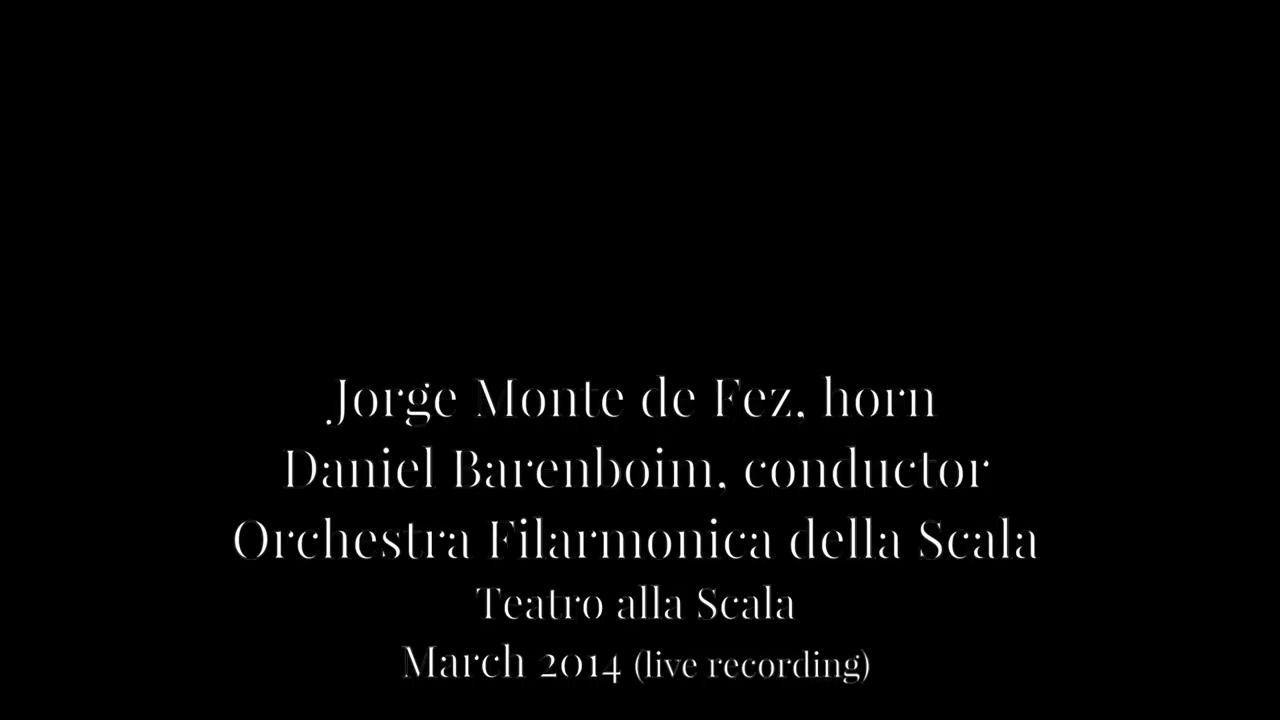 Jorge Monte de Fez, horn
Daniel Barenboim, conductor
Orchestra Filarmonica della Scala
Teatro alla Scala
March 2014 (live recording)